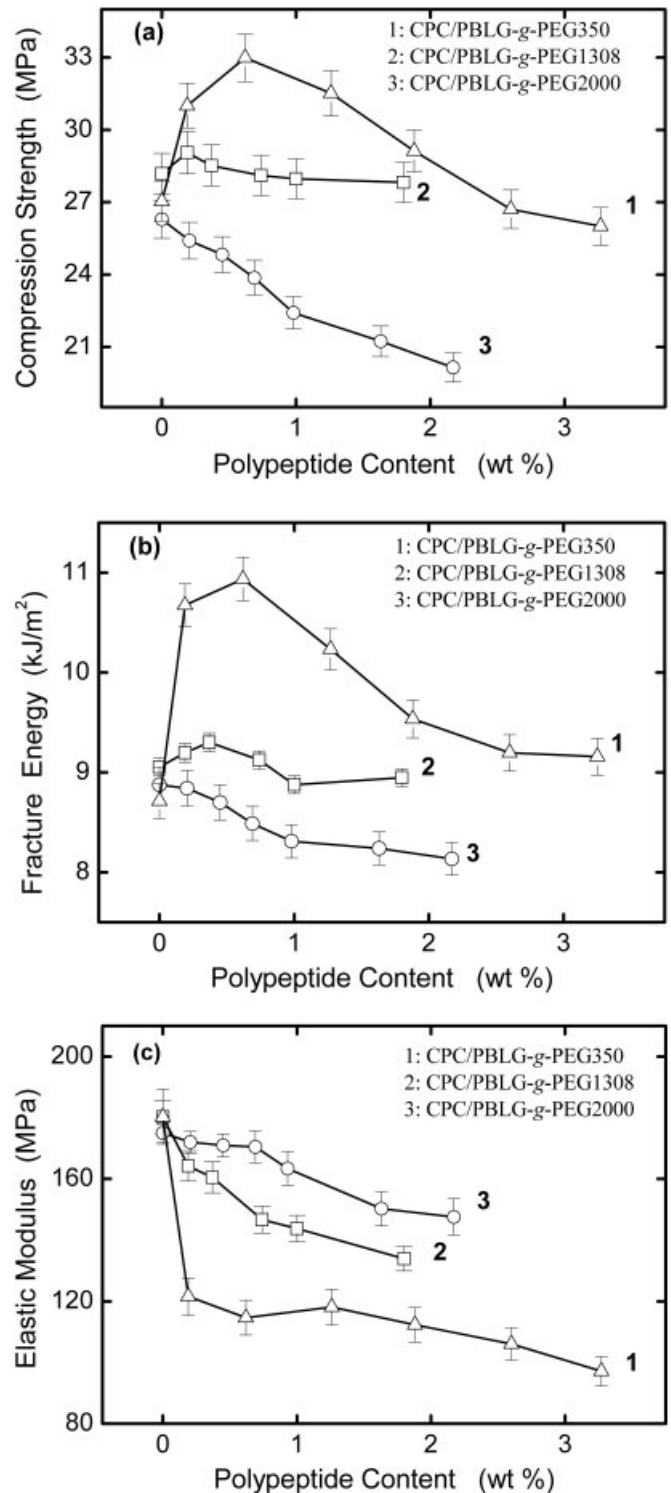 (a)
1: CPC/PBLG-g-PEG350
2: CPC/PBLG-g-PEG1308
3: CPC/PBLG-g-PEG2000
Compression Strength (MPa)
33
30
27
24
21
1
2
3
0 1 2 3
Polypeptide Content (wt %)
(b)
1: CPC/PBLG-g-PEG350
2: CPC/PBLG-g-PEG1308
3: CPC/PBLG-g-PEG2000
Fracture Energy (kJ/m²)
11
10
9
8
1
2
3
0 1 2 3
Polypeptide Content (wt %)
(c)
1: CPC/PBLG-g-PEG350
2: CPC/PBLG-g-PEG1308
3: CPC/PBLG-g-PEG2000
Elastic Modulus (MPa)
200
160
120
80
3
2
1
0 1 2 3
Polypeptide Content (wt %)